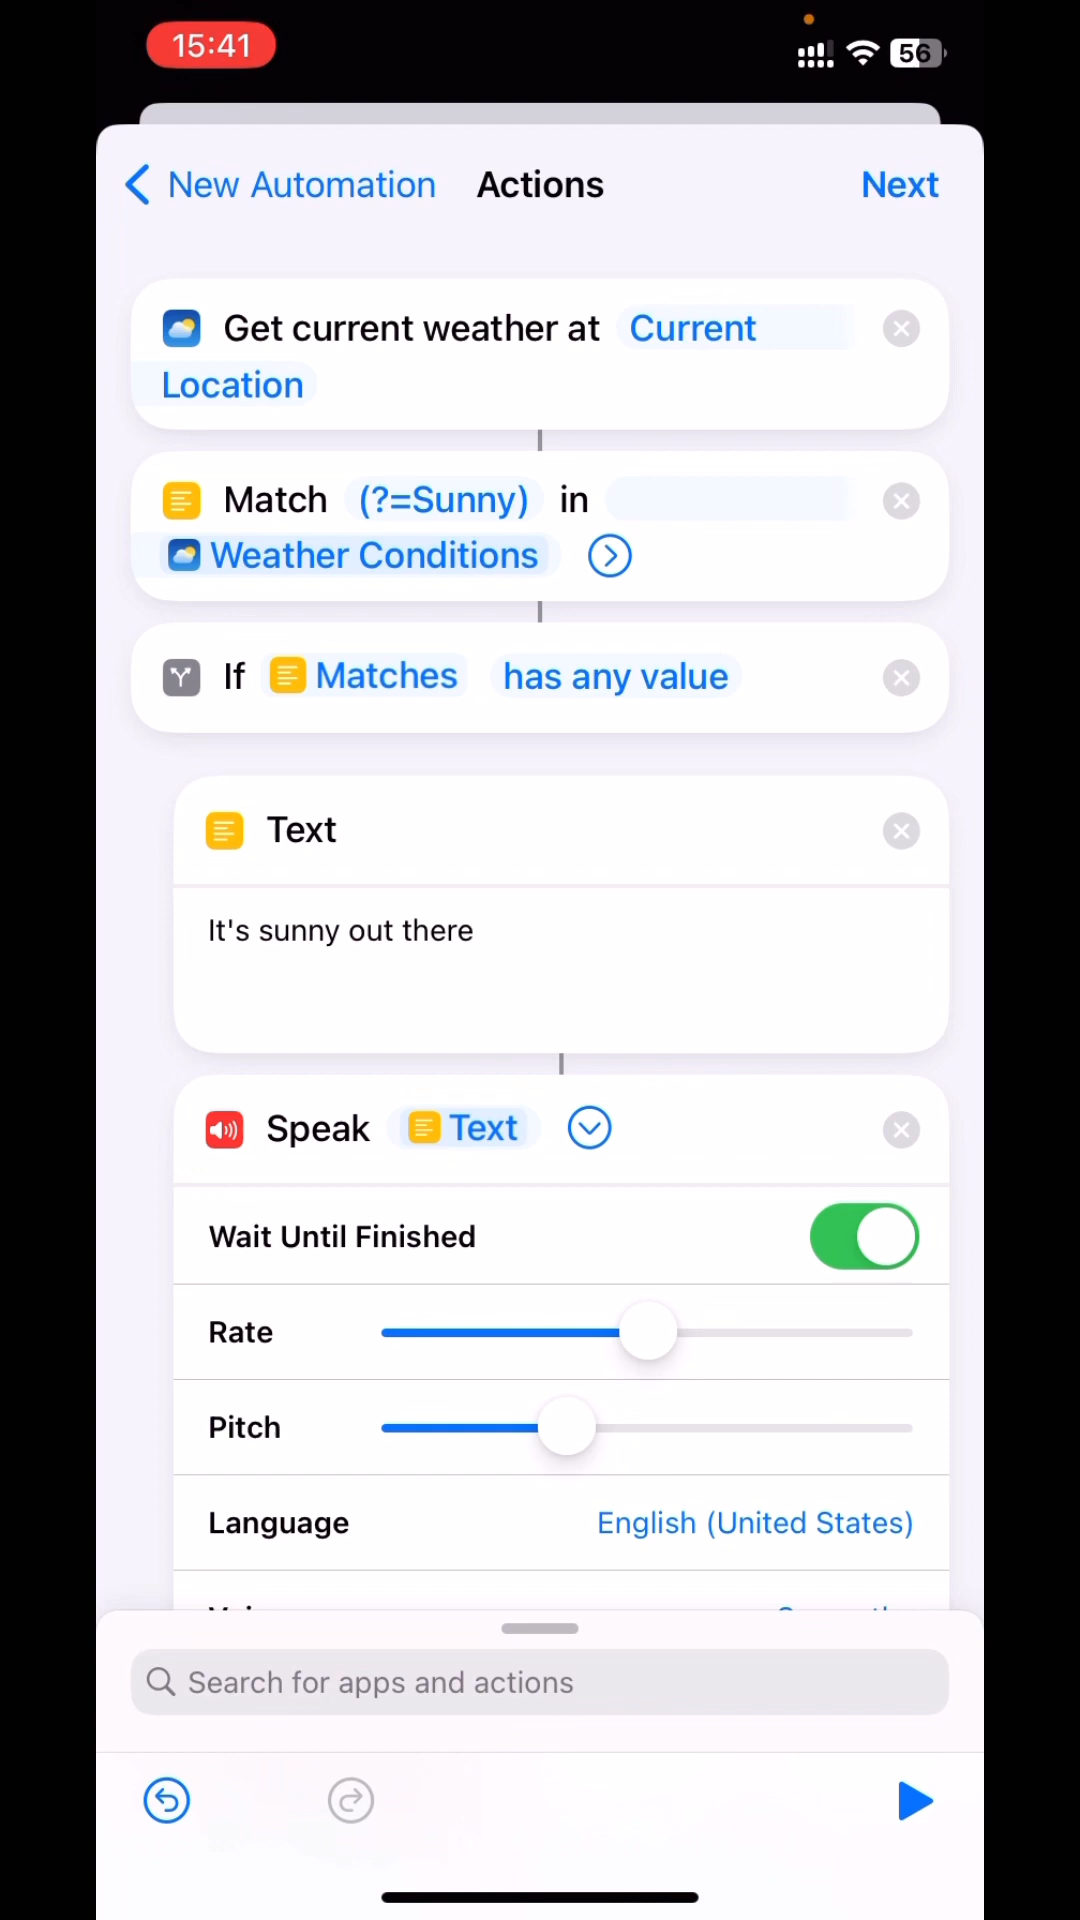 15:41
56
New Automation
Actions
Next
Get current weather at Current
Location
Match (?=Sunny) in
Weather Conditions
If Matches has any value
Text
It's sunny out there
Speak Text
Wait Until Finished
Rate
Pitch
Language
English (United States)
Search for apps and actions